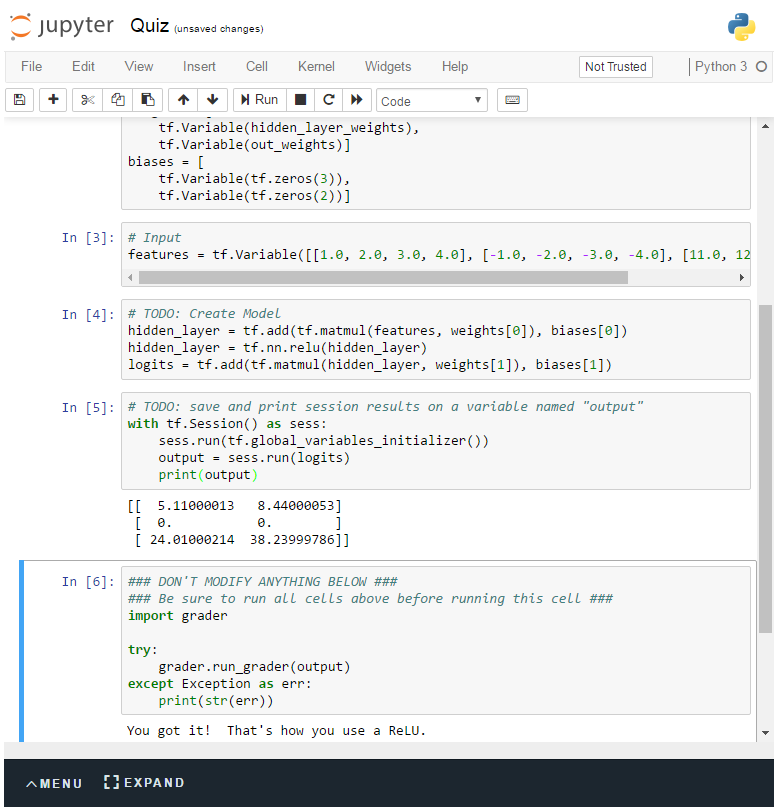 jupyter Quiz (unsaved changes)
File Edit View Insert Cell Kernel Widgets Help Not Trusted Python 3
Run Code
tf.Variable(hidden_layer_weights),
tf.Variable(out_weights)]
biases = [
tf.Variable(tf.zeros(3)),
tf.Variable(tf.zeros(2))]
In [3]: # Input
features = tf.Variable([[1.0, 2.0, 3.0, 4.0], [-1.0, -2.0, -3.0, -4.0], [11.0, 12
In [4]: # TODO: Create Model
hidden_layer = tf.add(tf.matmul(features, weights[0]), biases[0])
hidden_layer = tf.nn.relu(hidden_layer)
logits = tf.add(tf.matmul(hidden_layer, weights[1]), biases[1])
In [5]: # TODO: save and print session results on a variable named "output"
with tf.Session() as sess:
sess.run(tf.global_variables_initializer())
output = sess.run(logits)
print(output)
[[ 5.11000013 8.44000053]
[ 0. 0. ]
[ 24.01000214 38.23999786]]
In [6]: ### DON'T MODIFY ANYTHING BELOW ###
### Be sure to run all cells above before running this cell ###
import grader
try:
grader.run_grader(output)
except Exception as err:
print(str(err))
You got it! That's how you use a ReLU.
MENU EXPAND